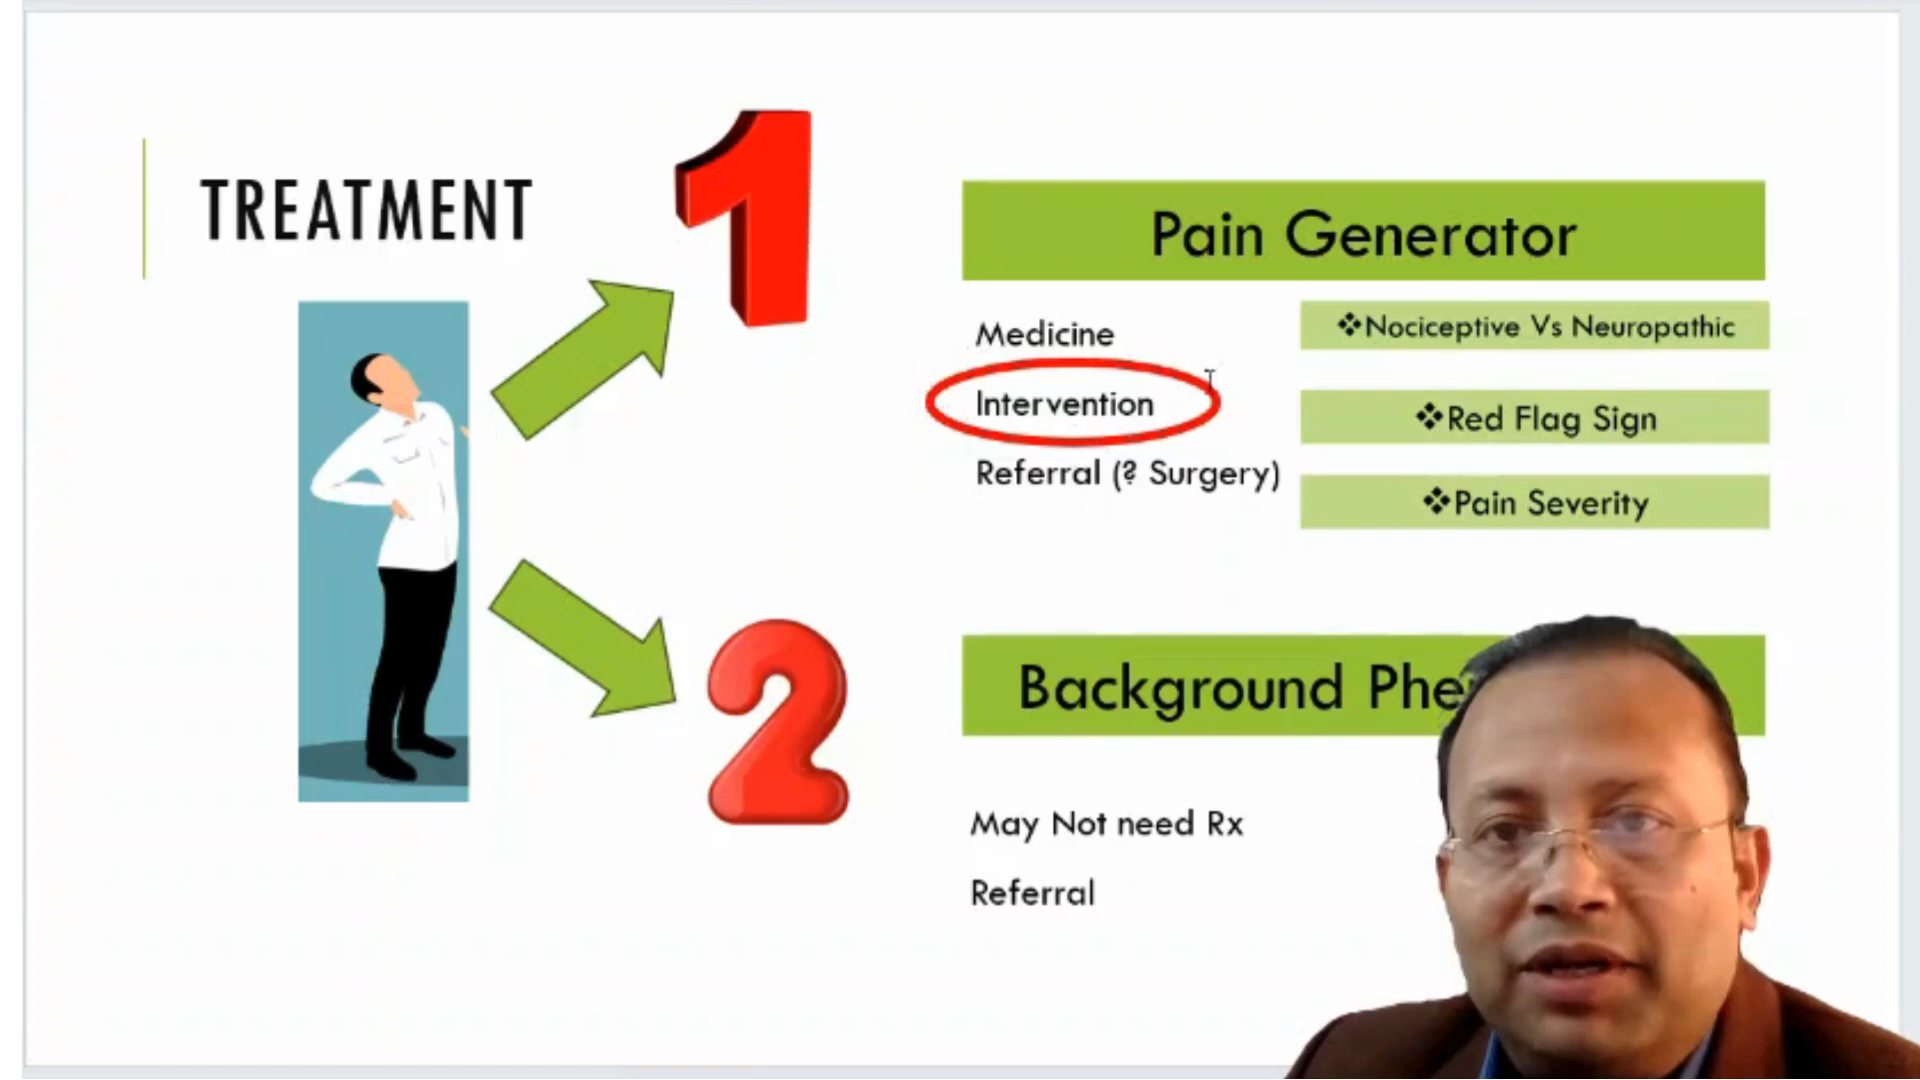 TREATMENT
1
Pain Generator
Medicine
❖Nociceptive Vs Neuropathic
Intervention
❖Red Flag Sign
Referral (? Surgery)
❖Pain Severity
2
Background
May Not need Rx
Referral